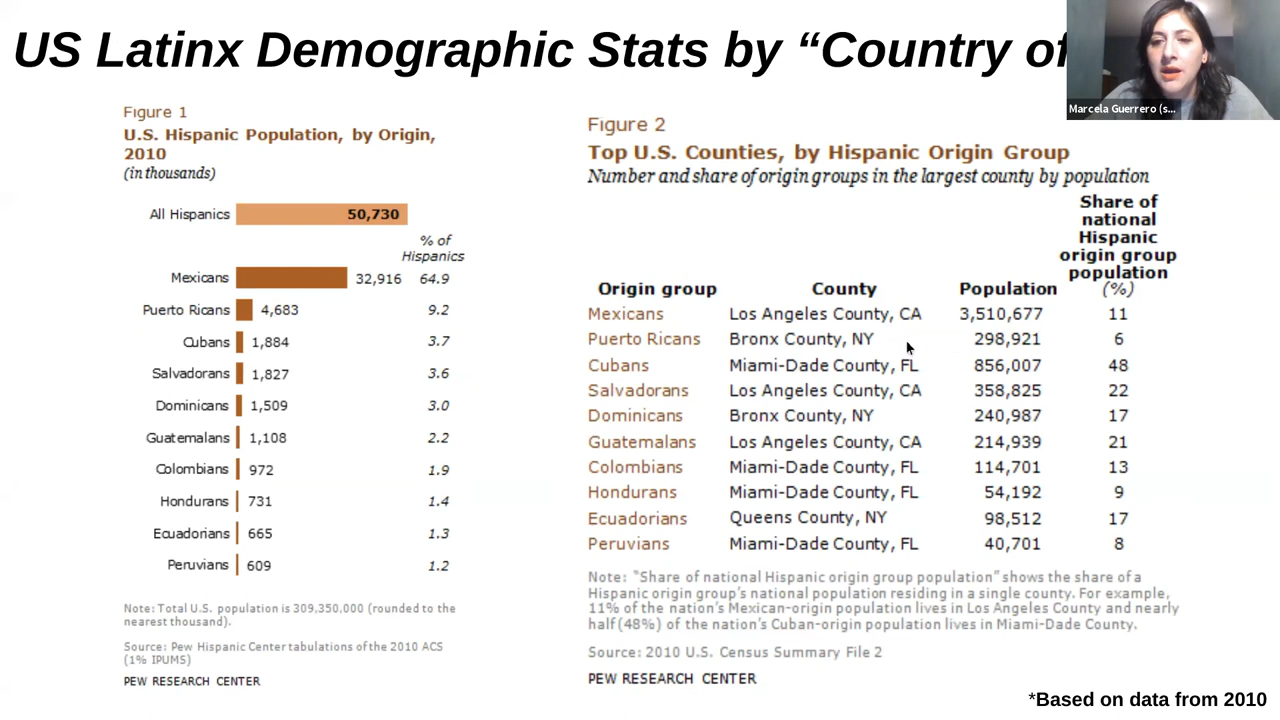 US Latinx Demographic Stats by “Country of
Marcela Guerrero (s...
Figure 1
U.S. Hispanic Population, by Origin,
2010
(in thousands)
All Hispanics 50,730
% of
Hispanics
Mexicans 32,916 64.9
Puerto Ricans 4,683 9.2
Cubans 1,884 3.7
Salvadorans 1,827 3.6
Dominicans 1,509 3.0
Guatemalans 1,108 2.2
Colombians 972 1.9
Hondurans 731 1.4
Ecuadorians 665 1.3
Peruvians 609 1.2
Note: Total U.S. population is 309,350,000 (rounded to the
nearest thousand).
Source: Pew Hispanic Center tabulations of the 2010 ACS
(1% IPUMS)
PEW RESEARCH CENTER
Figure 2
Top U.S. Counties, by Hispanic Origin Group
Number and share of origin groups in the largest county by population
Share of
national
Hispanic
origin group
population
Origin group County Population (%)
Mexicans Los Angeles County, CA 3,510,677 11
Puerto Ricans Bronx County, NY 298,921 6
Cubans Miami-Dade County, FL 856,007 48
Salvadorans Los Angeles County, CA 358,825 22
Dominicans Bronx County, NY 240,987 17
Guatemalans Los Angeles County, CA 214,939 21
Colombians Miami-Dade County, FL 114,701 13
Hondurans Miami-Dade County, FL 54,192 9
Ecuadorians Queens County, NY 98,512 17
Peruvians Miami-Dade County, FL 40,701 8
Note: “Share of national Hispanic origin group population” shows the share of a
Hispanic origin group’s national population residing in a single county. For example,
11% of the nation’s Mexican-origin population lives in Los Angeles County and nearly
half (48%) of the nation’s Cuban-origin population lives in Miami-Dade County.
Source: 2010 U.S. Census Summary File 2
PEW RESEARCH CENTER
*Based on data from 2010